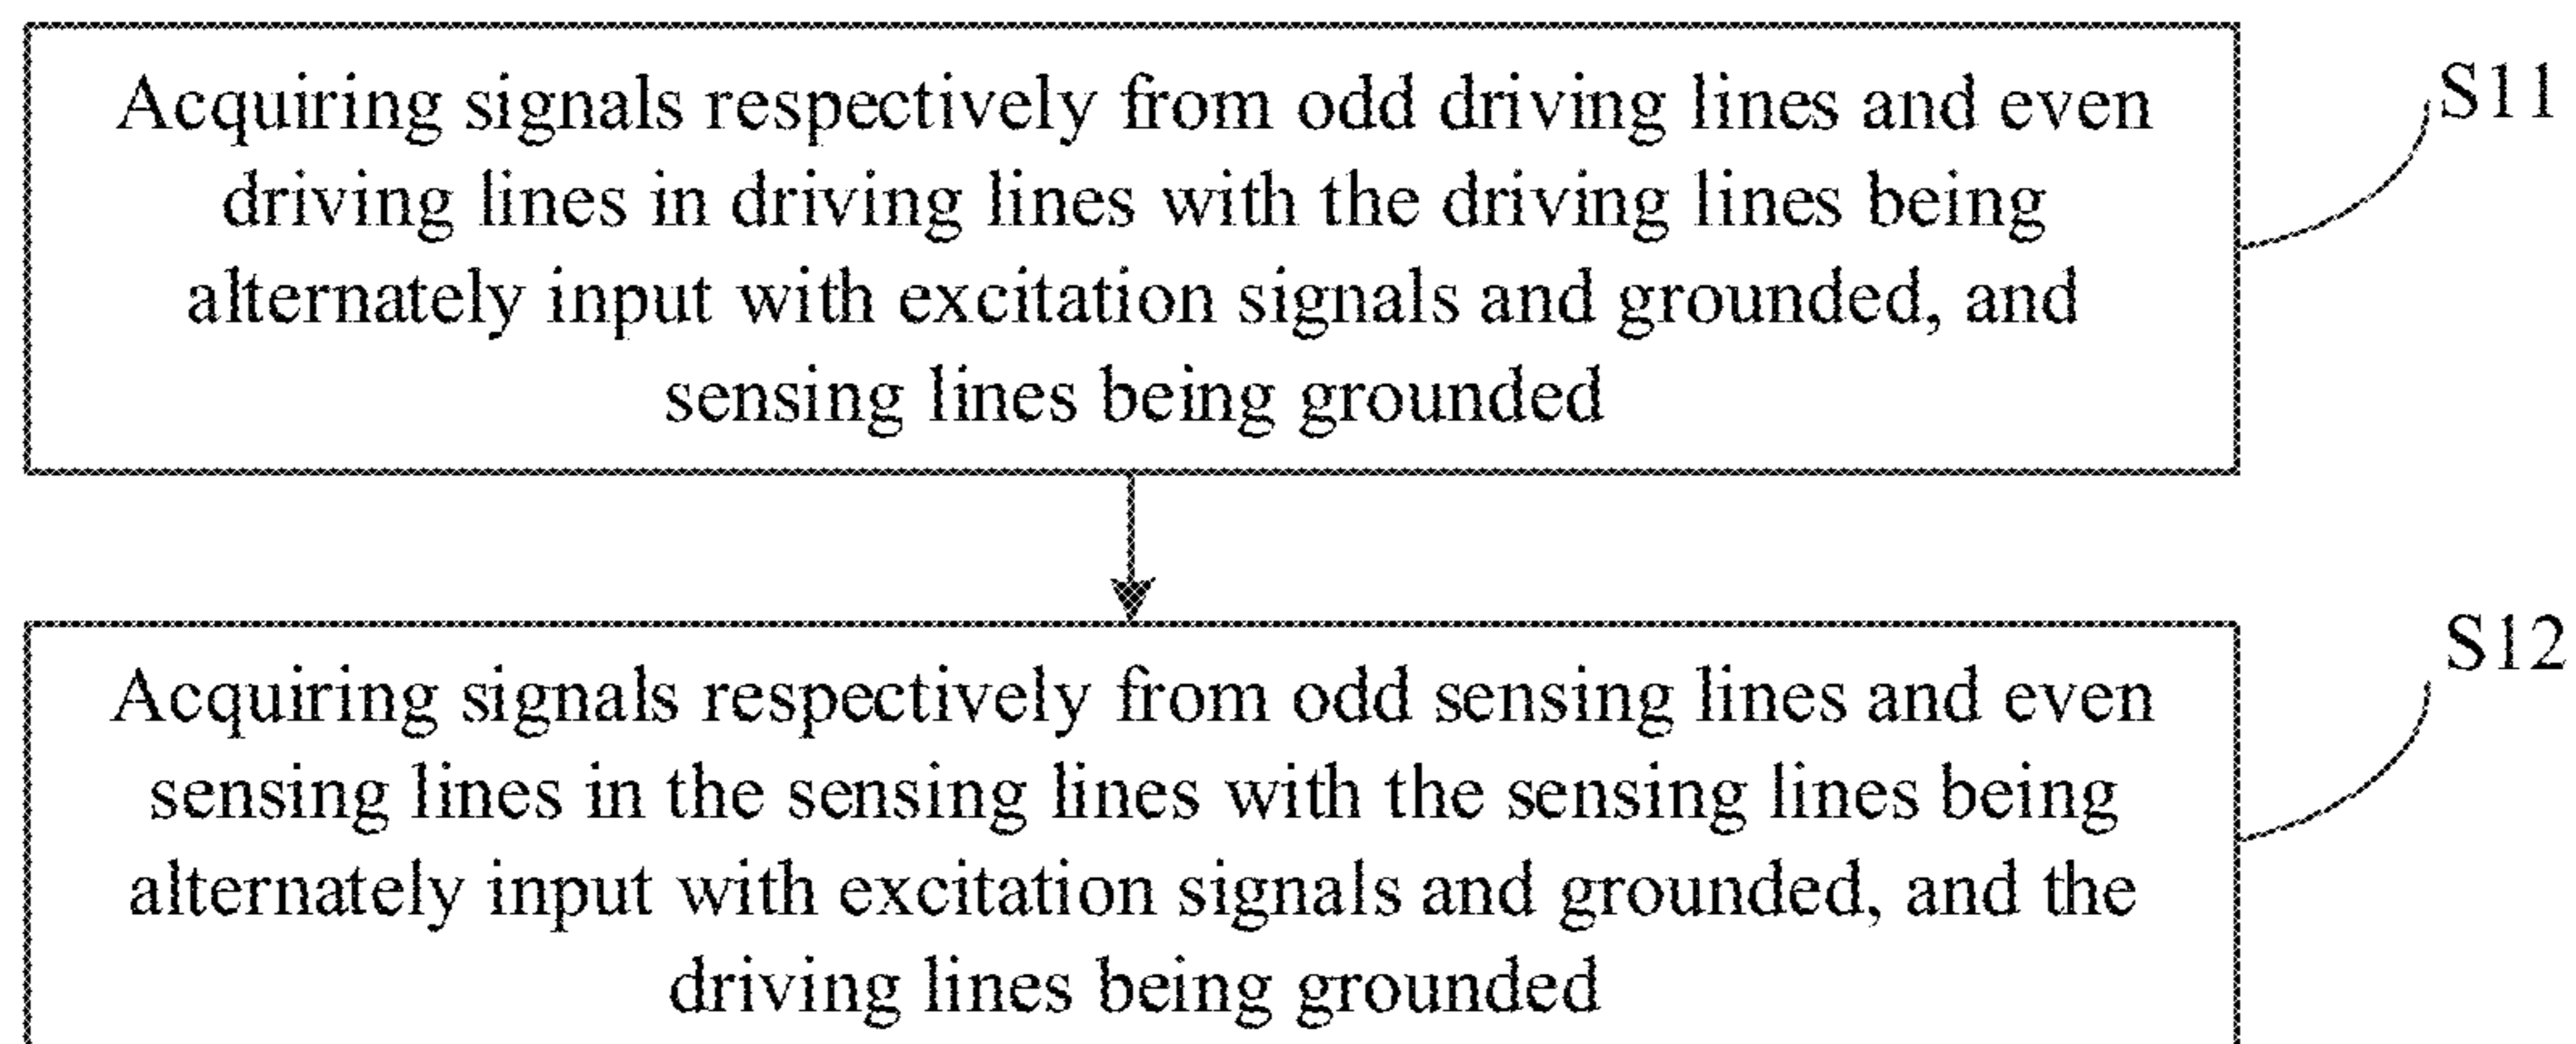 Acquiring signals respectively from odd driving lines and even
driving lines in driving lines with the driving lines being
alternately input with excitation signals and grounded, and
sensing lines being grounded
S11
Acquiring signals respectively from odd sensing lines and even
sensing lines in the sensing lines with the sensing lines being
alternately input with excitation signals and grounded, and the
driving lines being grounded
S12